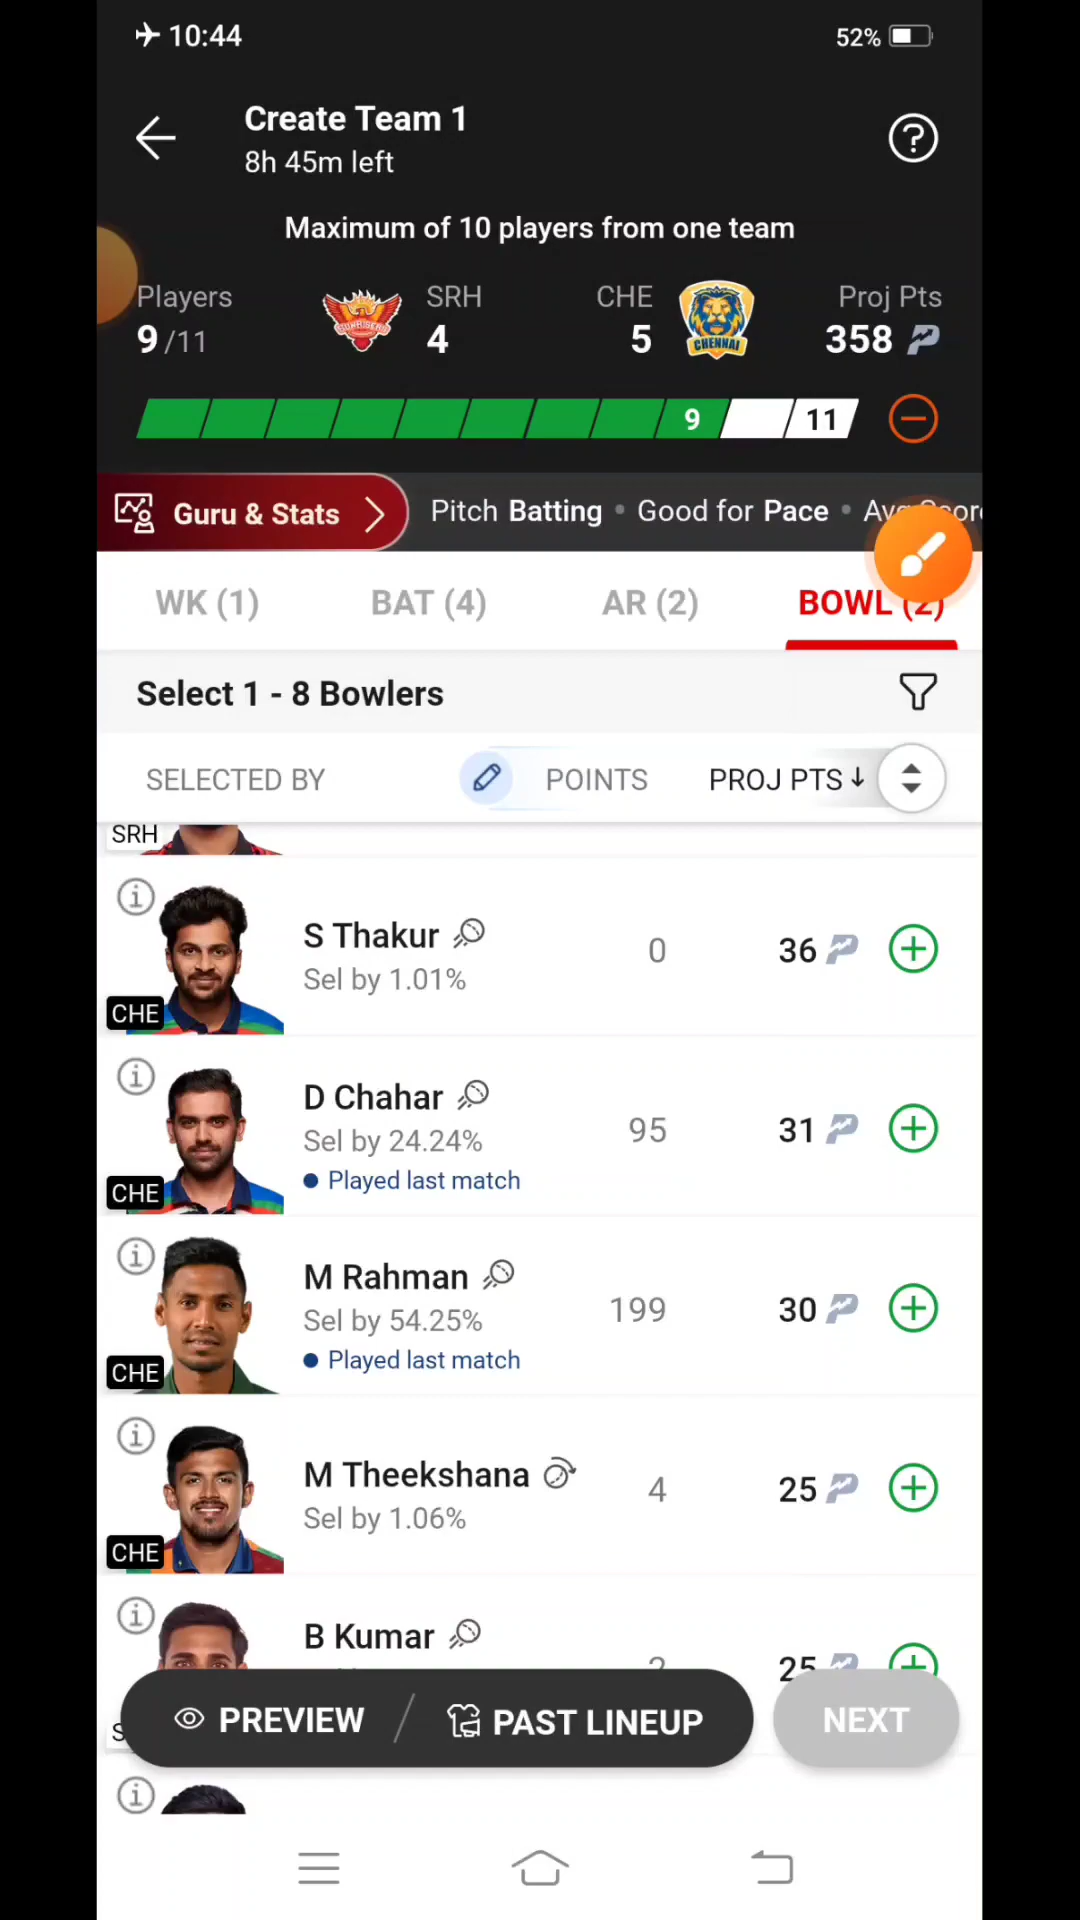 10:44
52%
Create Team 1
8h 45m left
Maximum of 10 players from one team
Players
9/11
SRH
4
CHE
5
CHENNAI
Proj Pts
358
9
11
Guru & Stats
Pitch Batting • Good for Pace •
WK (1)
BAT (4)
AR (2)
BOWL (2)
Select 1 - 8 Bowlers
SELECTED BY
POINTS
PROJ PTS ↓
SRH
S Thakur
Sel by 1.01%
0
36
CHE
D Chahar
Sel by 24.24%
Played last match
95
31
CHE
M Rahman
Sel by 54.25%
Played last match
199
30
CHE
M Theekshana
Sel by 1.06%
4
25
CHE
B Kumar
25
PREVIEW
PAST LINEUP
NEXT